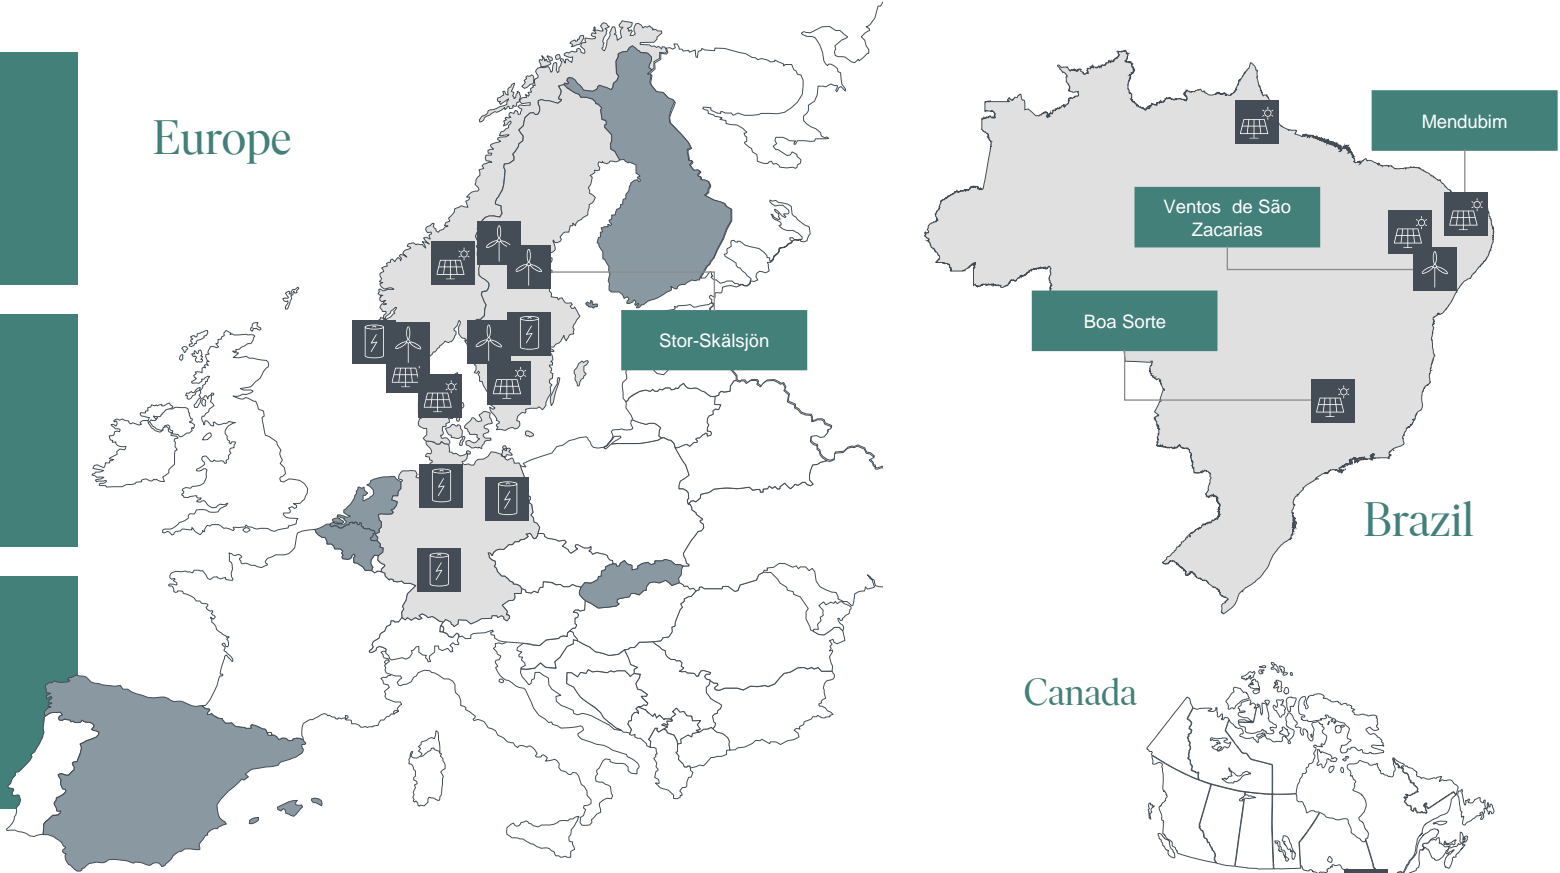 Europe
Mendubim
Ventos de São
Zacarias
Boa Sorte
Stor-Skälsjön
Brazil
Canada